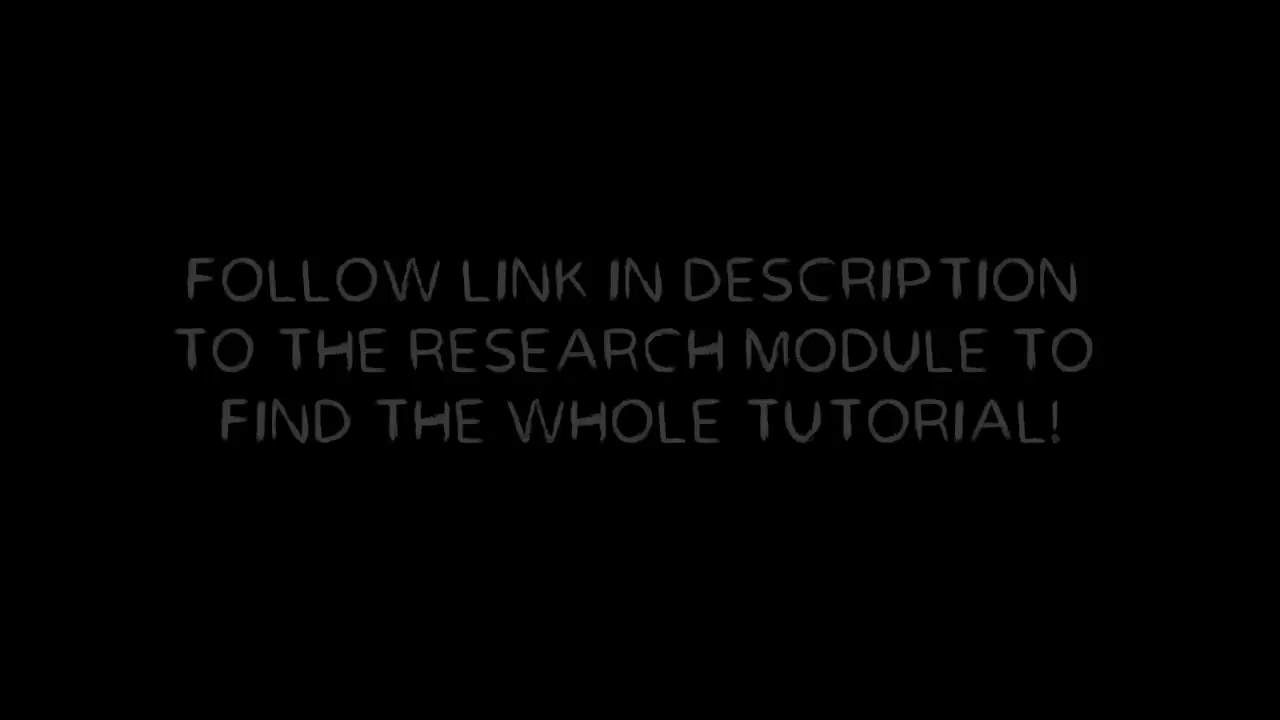 FOLLOW LINK IN DESCRIPTION
TO THE RESEARCH MODULE TO
FIND THE WHOLE TUTORIAL!